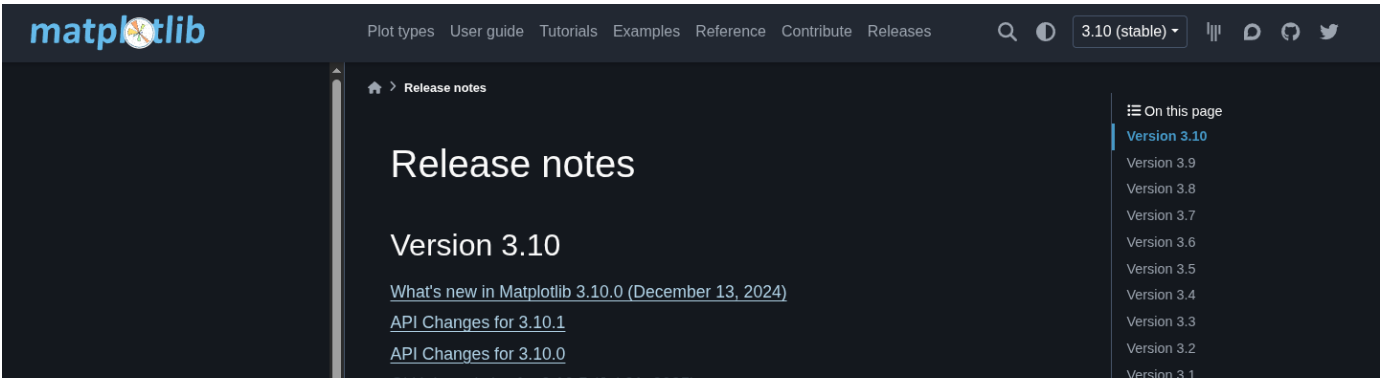 matplotlib
Plot types User guide Tutorials Examples Reference Contribute Releases 3.10 (stable)
Release notes
Release notes
Version 3.10
What's new in Matplotlib 3.10.0 (December 13, 2024)
API Changes for 3.10.1
API Changes for 3.10.0
On this page
Version 3.10
Version 3.9
Version 3.8
Version 3.7
Version 3.6
Version 3.5
Version 3.4
Version 3.3
Version 3.2
Version 3.1